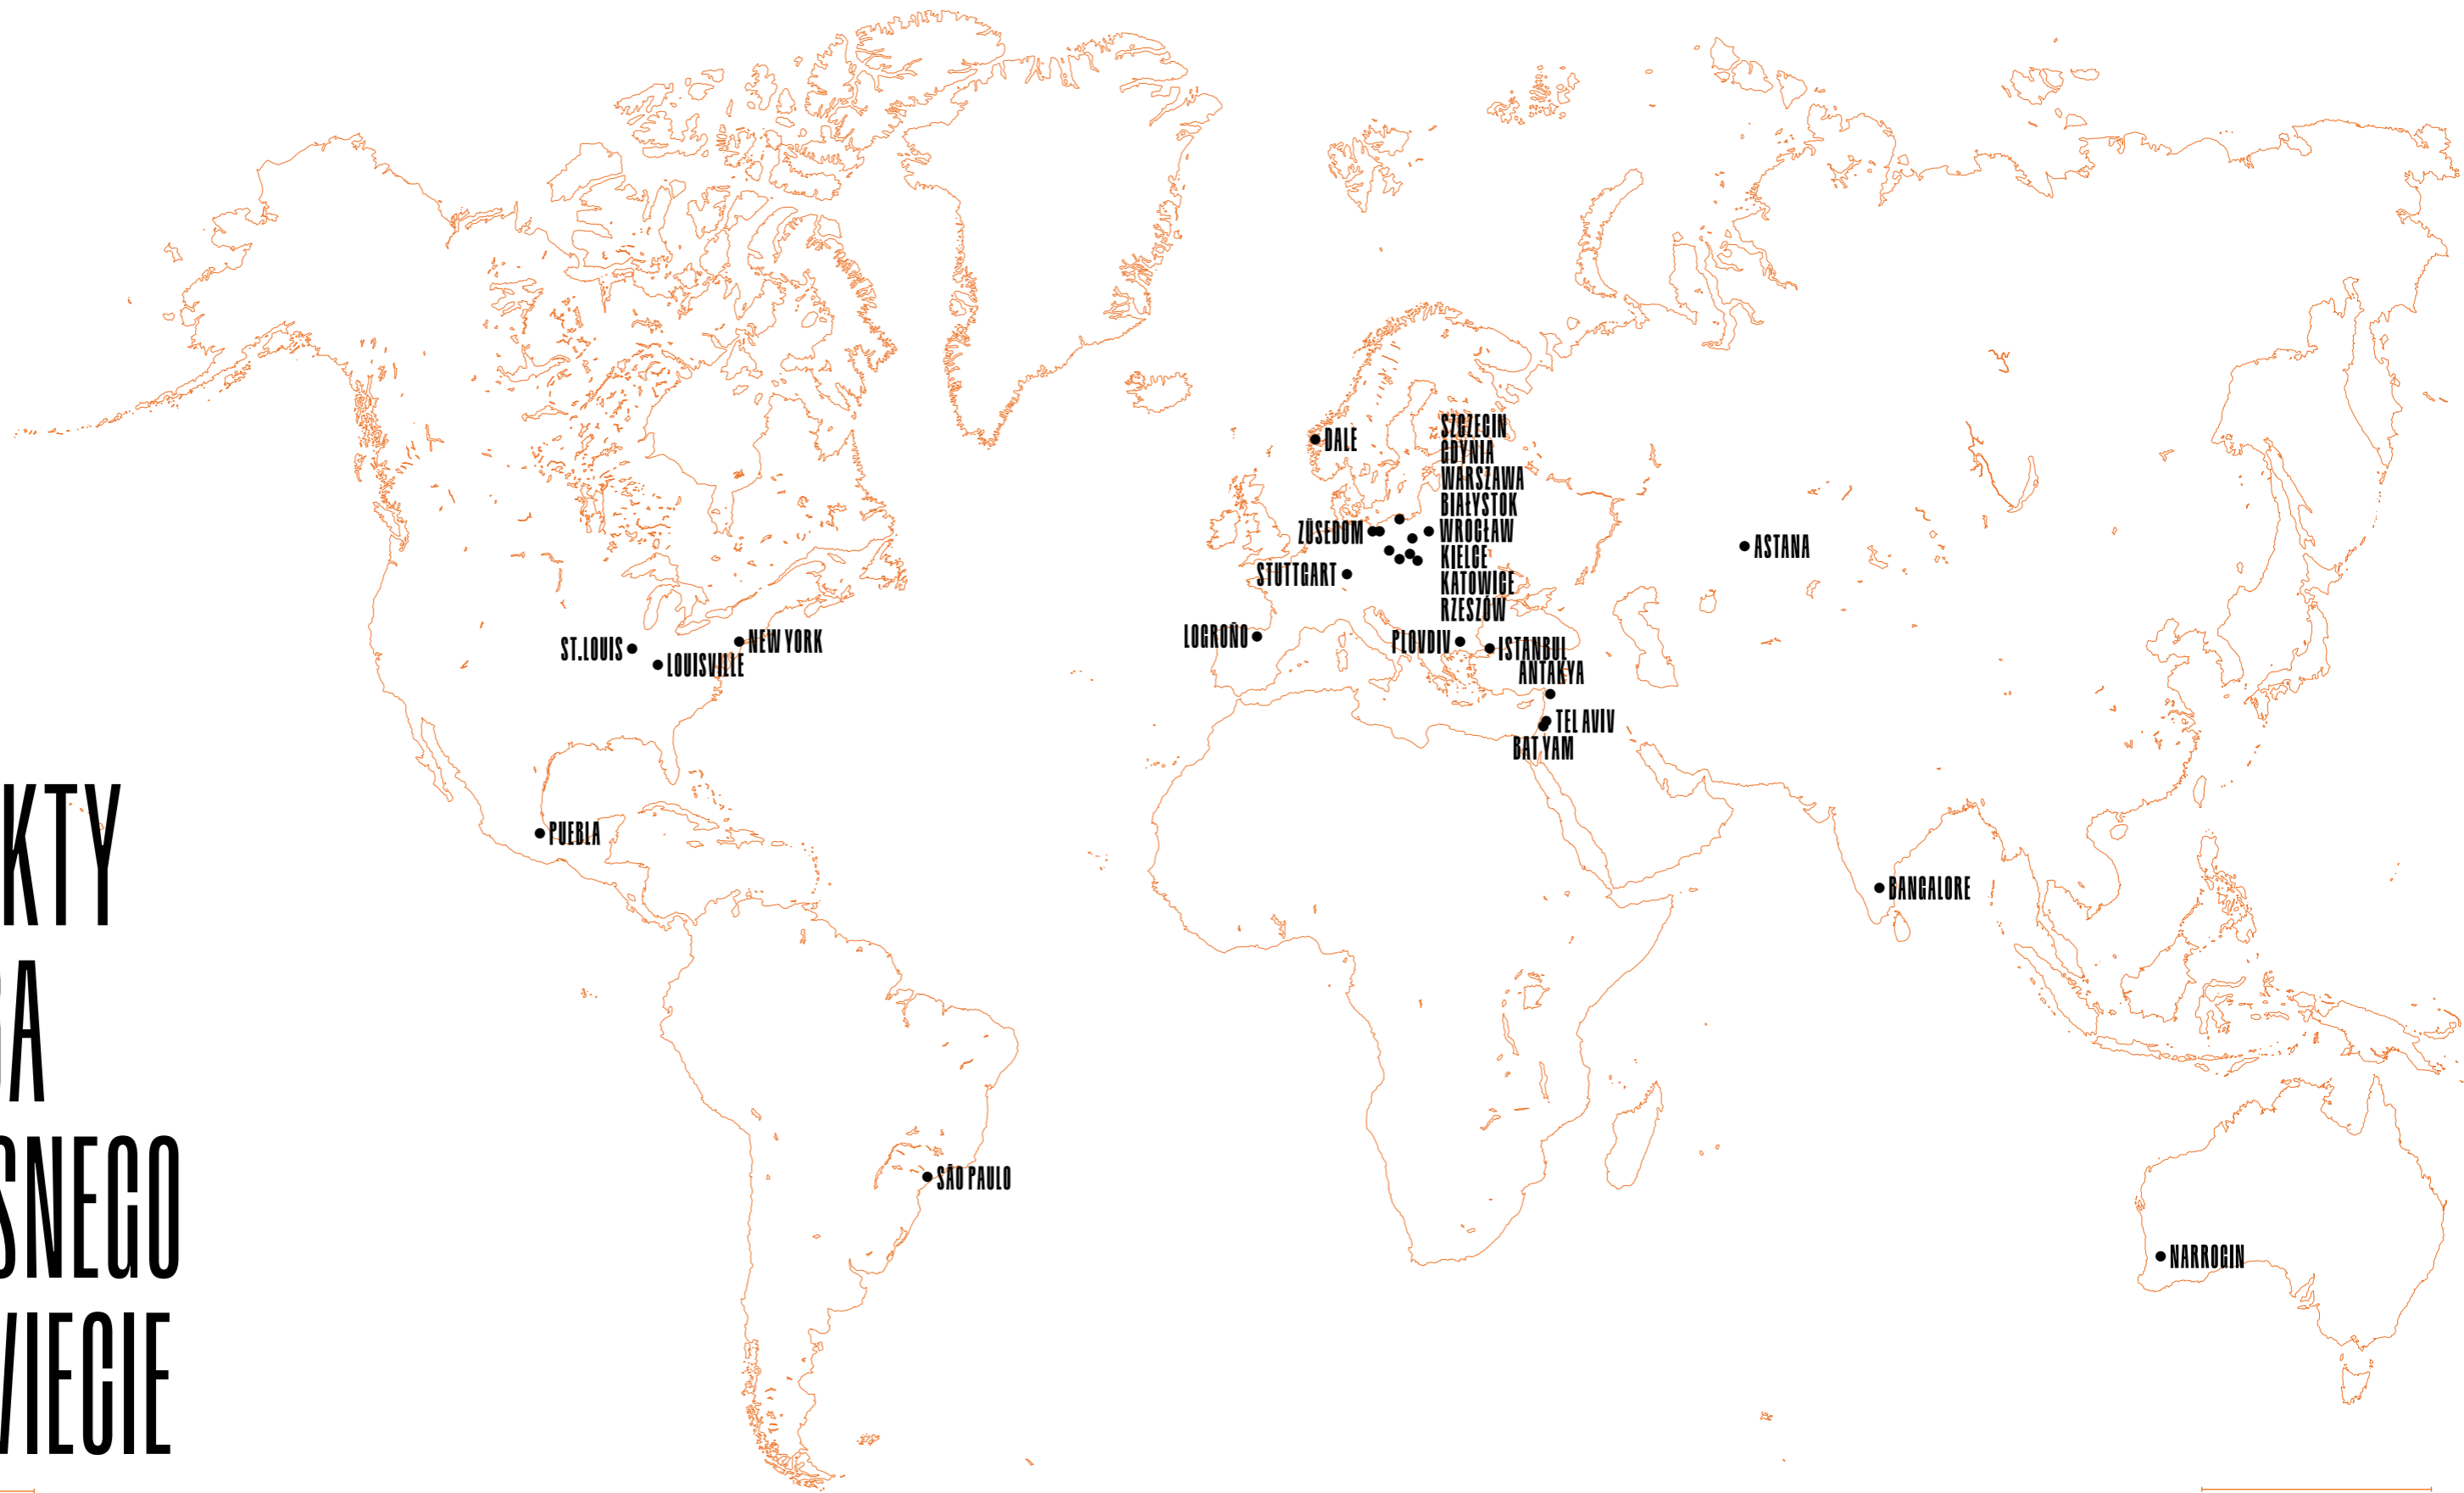 DALE
SZCZECIN
GDYNIA
WARSZAWA
BIAŁYSTOK
WROCŁAW
KIELCE
KATOWICE
RZESZÓW
ZÜSEDOM
STUTTGART
ASTANA
LOGROÑO
PLOVDIV
ISTANBUL
ANTAKYA
TEL AVIV
BAT YAM
ST.LOUIS
NEW YORK
LOUISVILLE
PUEBLA
BANGALORE
SÃO PAULO
NARROGIN
KTY
A
SNEGO
WIECIE